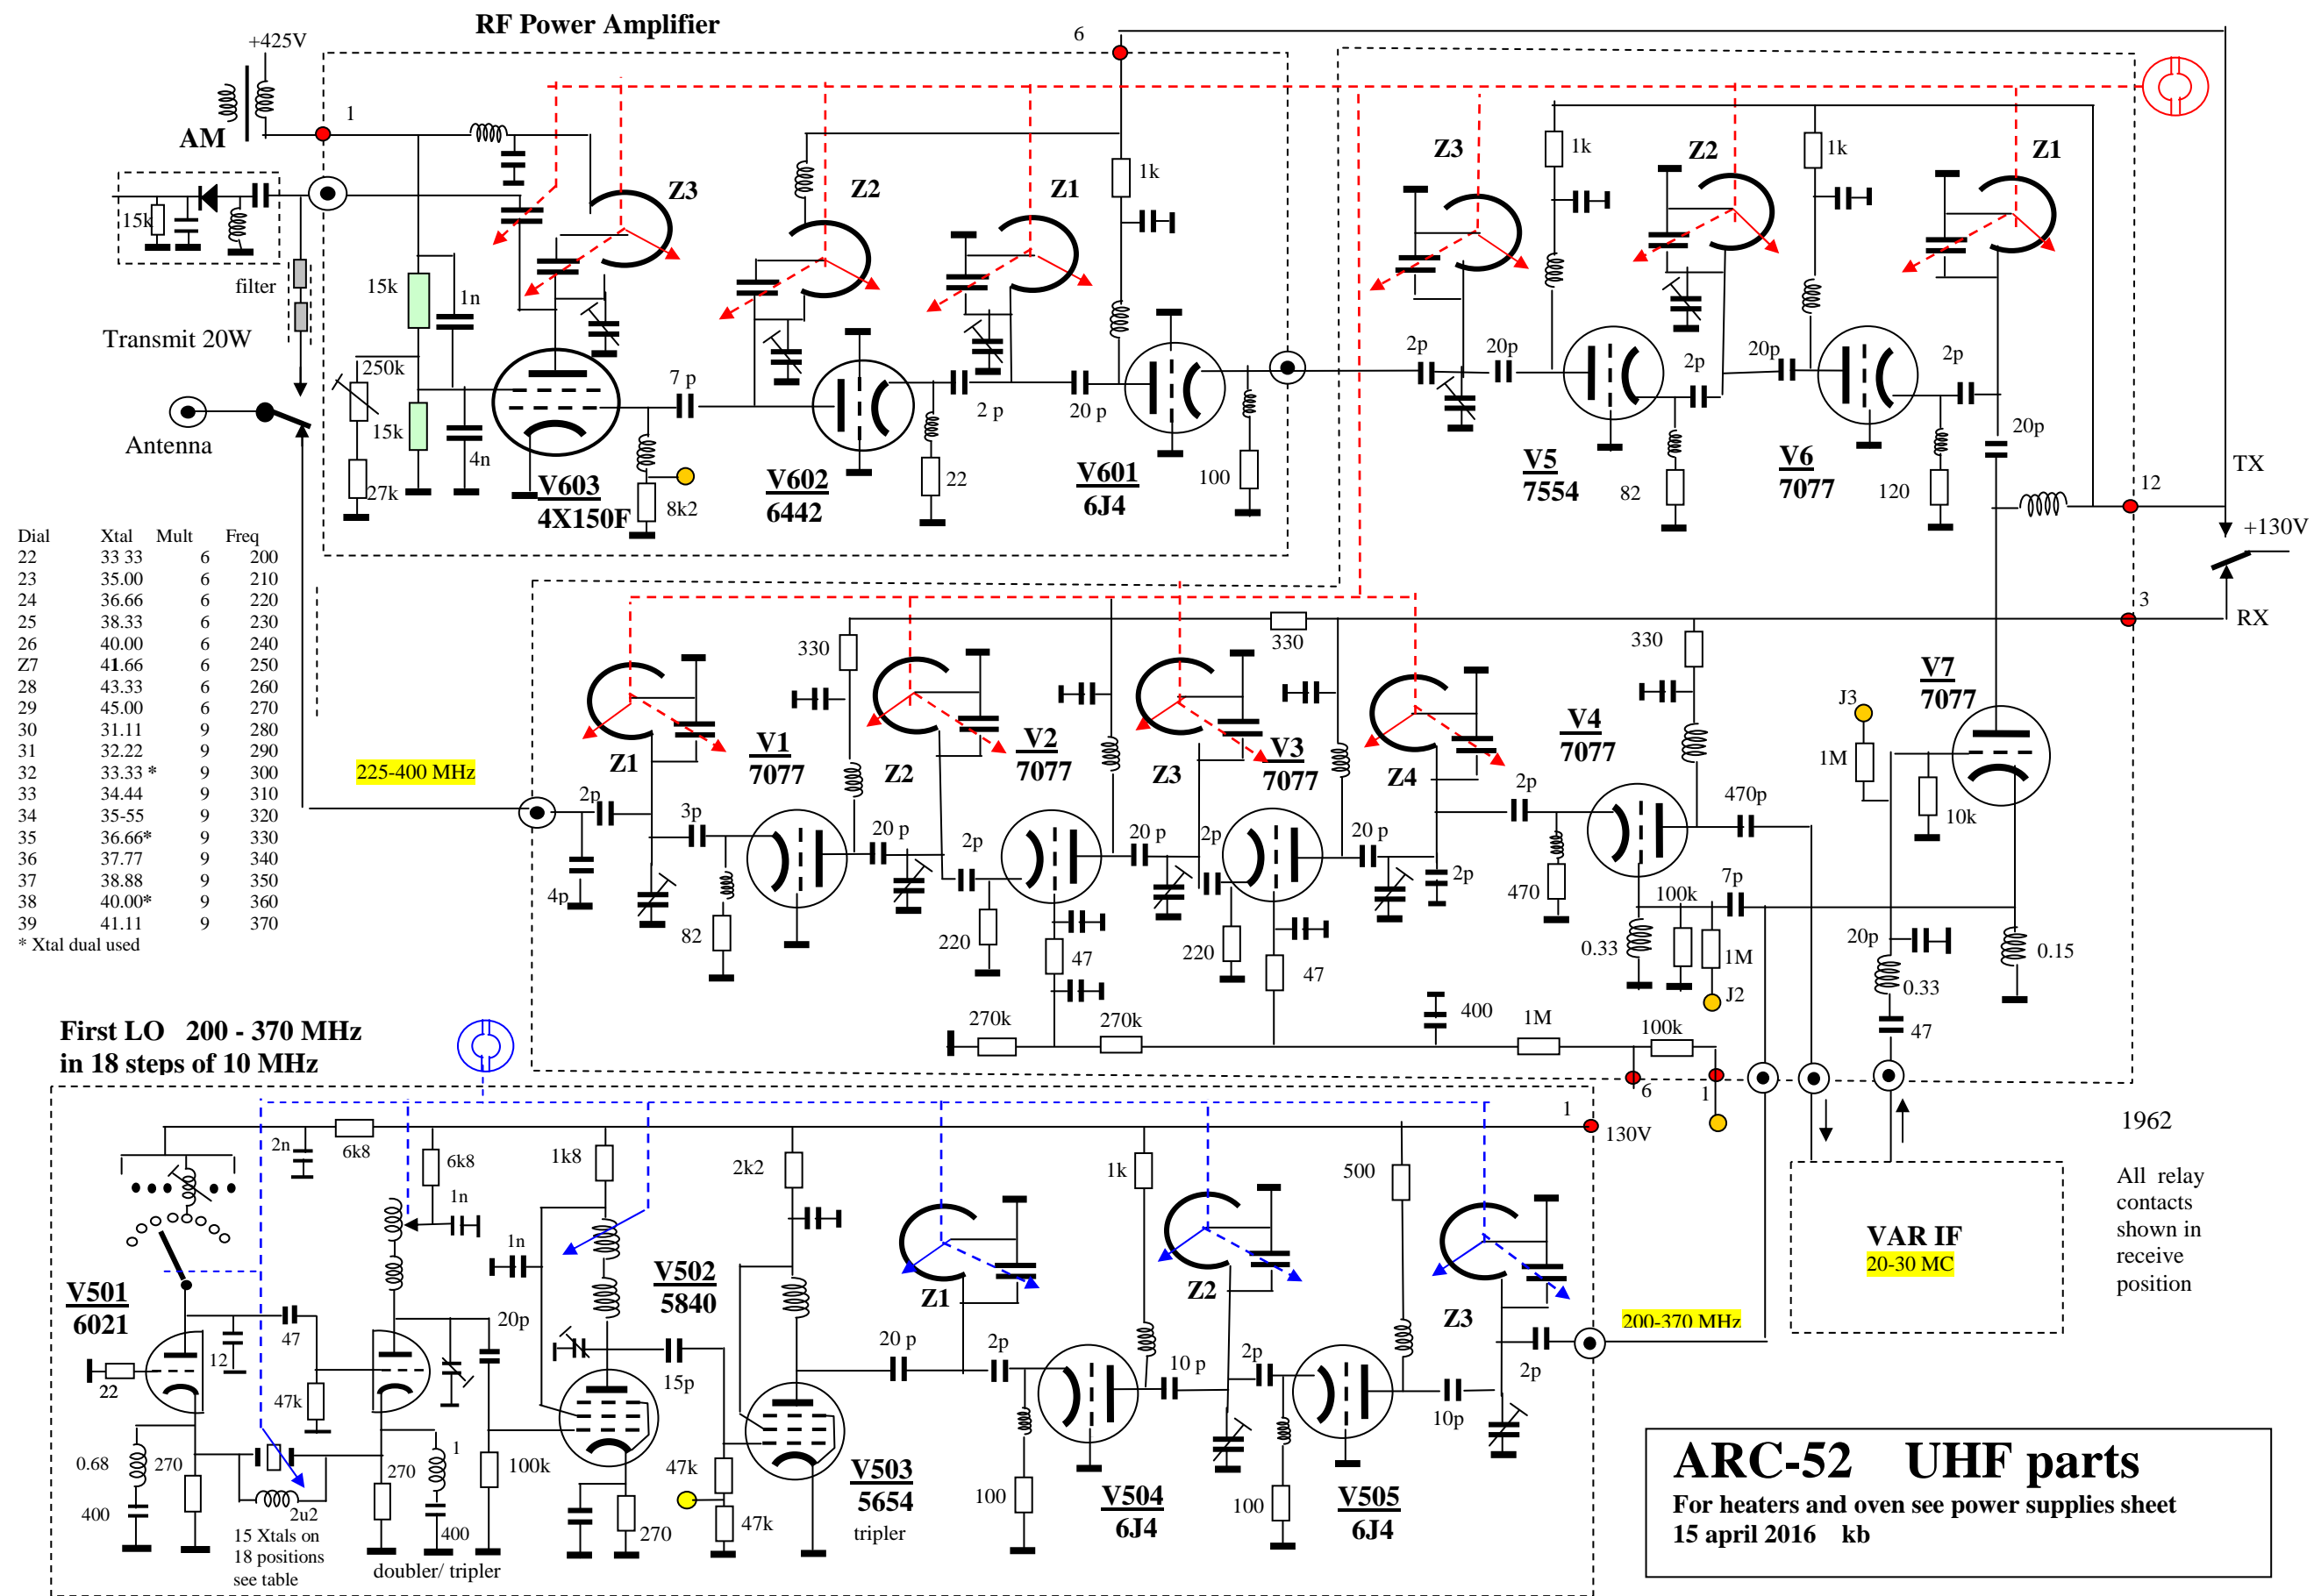 RF Power Amplifier
+425V
6
1
AM
15k
filter
Transmit 20W
Antenna
15k
1n
250k
15k
4n
27k
Z3
Z2
Z1
1k
7 p
2 p
20 p
8k2
22
100
V603
4X150F
V602
6442
V601
6J4
Z3
1k
Z2
1k
Z1
2p
20p
2p
20p
2p
20p
V5
7554
82
V6
7077
120
12
TX
+130V
3
RX
Dial Xtal Mult Freq
22 33 33 6 200
23 35.00 6 210
24 36.66 6 220
25 38.33 6 230
26 40.00 6 240
Z7 41.66 6 250
28 43.33 6 260
29 45.00 6 270
30 31.11 9 280
31 32.22 9 290
32 33.33 * 9 300
33 34.44 9 310
34 35-55 9 320
35 36.66* 9 330
36 37.77 9 340
37 38.88 9 350
38 40.00* 9 360
39 41.11 9 370
* Xtal dual used
225-400 MHz
330
330
330
Z1
V1
7077
Z2
V2
7077
Z3
V3
7077
Z4
V4
7077
V7
7077
J3
1M
10k
2p
3p
20 p
2p
20 p
2p
20 p
2p
2p
470p
7p
4p
82
220
47
220
47
470
0.33
100k
1M
J2
20p
0.33
47
0.15
270k
270k
400
1M
100k
6
1
First LO 200 - 370 MHz
in 18 steps of 10 MHz
1
130V
2n
6k8
6k8
1n
1k8
1n
2k2
1k
500
V501
6021
47
12
22
47k
20p
V502
5840
15p
Z1
Z2
Z3
20 p
2p
10 p
2p
10p
2p
200-370 MHz
0.68
270
400
2u2
270
1
400
100k
270
47k
47k
V503
5654
tripler
100
V504
6J4
100
V505
6J4
15 Xtals on
18 positions
see table
doubler/ tripler
VAR IF
20-30 MC
1962
All relay
contacts
shown in
receive
position
ARC-52 UHF parts
For heaters and oven see power supplies sheet
15 april 2016 kb